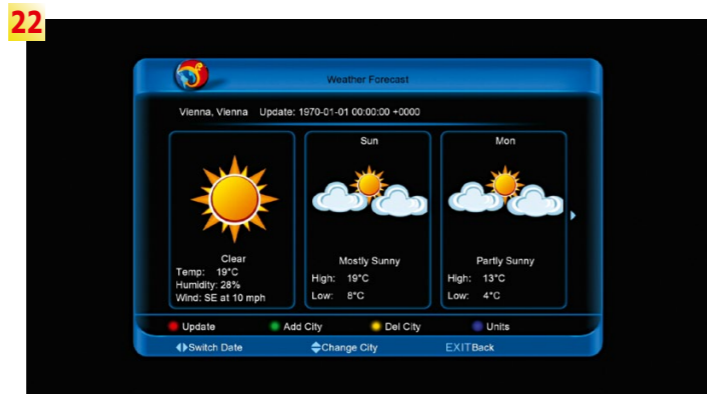 22
Weather Forecast
Vienna, Vienna Update: 1970-01-01 00:00:00 +0000
Clear
Temp: 19°C
Humidity: 28%
Wind: SE at 10 mph
Sun
Mostly Sunny
High: 19°C
Low: 8°C
Mon
Partly Sunny
High: 13°C
Low: 4°C
Update Add City Del City Units
Switch Date Change City EXIT Back